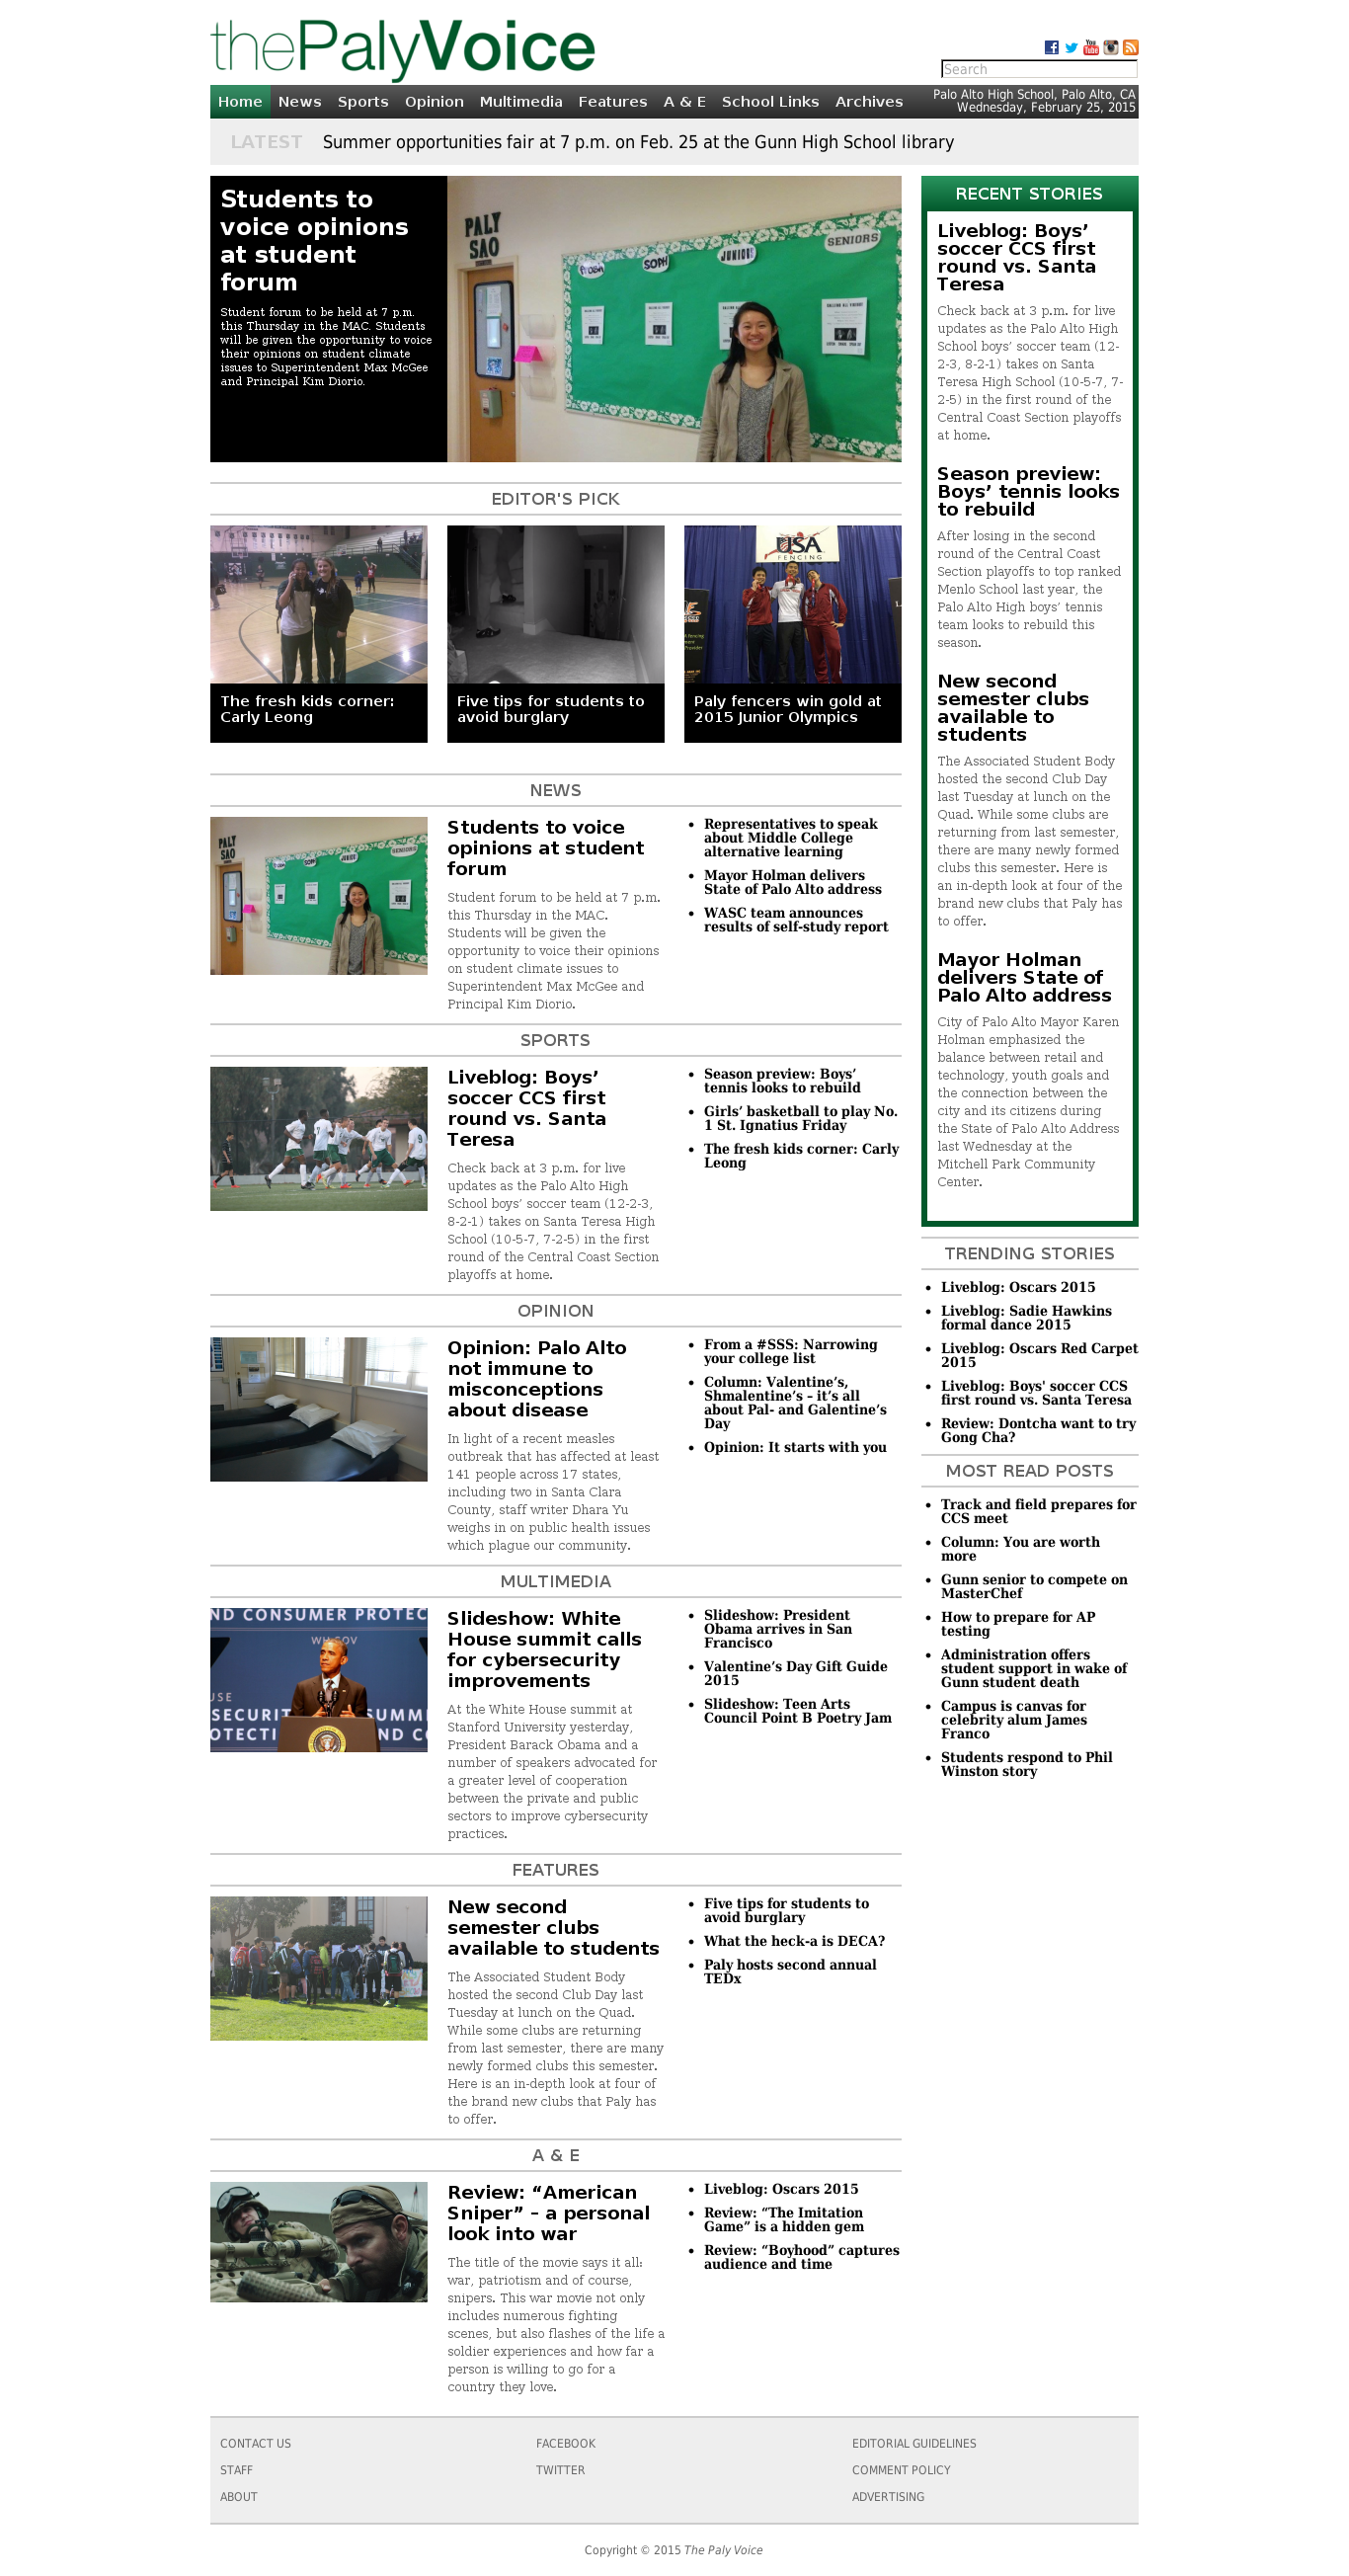 thePalyVoice
Search
Home News Sports Opinion Multimedia Features A & E School Links Archives
Palo Alto High School, Palo Alto, CA
Wednesday, February 25, 2015
LATEST Summer opportunities fair at 7 p.m. on Feb. 25 at the Gunn High School library
Students to
voice opinions
at student
forum
Student forum to be held at 7 p.m.
this Thursday in the MAC. Students
will be given the opportunity to voice
their opinions on student climate
issues to Superintendent Max McGee
and Principal Kim Diorio.
PALY
SAO
FROSH
SOPH
JUNIORS
SENIORS
EDITOR'S PICK
The fresh kids corner:
Carly Leong
Five tips for students to
avoid burglary
USA
FENCING
Paly fencers win gold at
2015 Junior Olympics
NEWS
PALY
SAO
Students to voice
opinions at student
forum
Student forum to be held at 7 p.m.
this Thursday in the MAC.
Students will be given the
opportunity to voice their opinions
on student climate issues to
Superintendent Max McGee and
Principal Kim Diorio.
Representatives to speak
about Middle College
alternative learning
Mayor Holman delivers
State of Palo Alto address
WASC team announces
results of self-study report
SPORTS
Liveblog: Boys’
soccer CCS first
round vs. Santa
Teresa
Check back at 3 p.m. for live
updates as the Palo Alto High
School boys’ soccer team (12-2-3,
8-2-1) takes on Santa Teresa High
School (10-5-7, 7-2-5) in the first
round of the Central Coast Section
playoffs at home.
Season preview: Boys’
tennis looks to rebuild
Girls’ basketball to play No.
1 St. Ignatius Friday
The fresh kids corner: Carly
Leong
OPINION
Opinion: Palo Alto
not immune to
misconceptions
about disease
In light of a recent measles
outbreak that has affected at least
141 people across 17 states,
including two in Santa Clara
County, staff writer Dhara Yu
weighs in on public health issues
which plague our community.
From a #SSS: Narrowing
your college list
Column: Valentine’s,
Shmalentine’s – it’s all
about Pal- and Galentine’s
Day
Opinion: It starts with you
MULTIMEDIA
ND CONSUMER PROTEC
WH.GOV
OUSE
SECURIT
SUMM
ROTECTI
ND CO
Slideshow: White
House summit calls
for cybersecurity
improvements
At the White House summit at
Stanford University yesterday,
President Barack Obama and a
number of speakers advocated for
a greater level of cooperation
between the private and public
sectors to improve cybersecurity
practices.
Slideshow: President
Obama arrives in San
Francisco
Valentine’s Day Gift Guide
2015
Slideshow: Teen Arts
Council Point B Poetry Jam
FEATURES
New second
semester clubs
available to students
The Associated Student Body
hosted the second Club Day last
Tuesday at lunch on the Quad.
While some clubs are returning
from last semester, there are many
newly formed clubs this semester.
Here is an in-depth look at four of
the brand new clubs that Paly has
to offer.
Five tips for students to
avoid burglary
What the heck-a is DECA?
Paly hosts second annual
TEDx
A & E
Review: “American
Sniper” – a personal
look into war
The title of the movie says it all:
war, patriotism and of course,
snipers. This war movie not only
includes numerous fighting
scenes, but also flashes of the life a
soldier experiences and how far a
person is willing to go for a
country they love.
Liveblog: Oscars 2015
Review: “The Imitation
Game” is a hidden gem
Review: “Boyhood” captures
audience and time
RECENT STORIES
Liveblog: Boys’
soccer CCS first
round vs. Santa
Teresa
Check back at 3 p.m. for live
updates as the Palo Alto High
School boys’ soccer team (12-
2-3, 8-2-1) takes on Santa
Teresa High School (10-5-7, 7-
2-5) in the first round of the
Central Coast Section playoffs
at home.
Season preview:
Boys’ tennis looks
to rebuild
After losing in the second
round of the Central Coast
Section playoffs to top ranked
Menlo School last year, the
Palo Alto High boys’ tennis
team looks to rebuild this
season.
New second
semester clubs
available to
students
The Associated Student Body
hosted the second Club Day
last Tuesday at lunch on the
Quad. While some clubs are
returning from last semester,
there are many newly formed
clubs this semester. Here is
an in-depth look at four of the
brand new clubs that Paly has
to offer.
Mayor Holman
delivers State of
Palo Alto address
City of Palo Alto Mayor Karen
Holman emphasized the
balance between retail and
technology, youth goals and
the connection between the
city and its citizens during
the State of Palo Alto Address
last Wednesday at the
Mitchell Park Community
Center.
TRENDING STORIES
Liveblog: Oscars 2015
Liveblog: Sadie Hawkins
formal dance 2015
Liveblog: Oscars Red Carpet
2015
Liveblog: Boys' soccer CCS
first round vs. Santa Teresa
Review: Dontcha want to try
Gong Cha?
MOST READ POSTS
Track and field prepares for
CCS meet
Column: You are worth
more
Gunn senior to compete on
MasterChef
How to prepare for AP
testing
Administration offers
student support in wake of
Gunn student death
Campus is canvas for
celebrity alum James
Franco
Students respond to Phil
Winston story
CONTACT US
STAFF
ABOUT
FACEBOOK
TWITTER
EDITORIAL GUIDELINES
COMMENT POLICY
ADVERTISING
Copyright © 2015 The Paly Voice